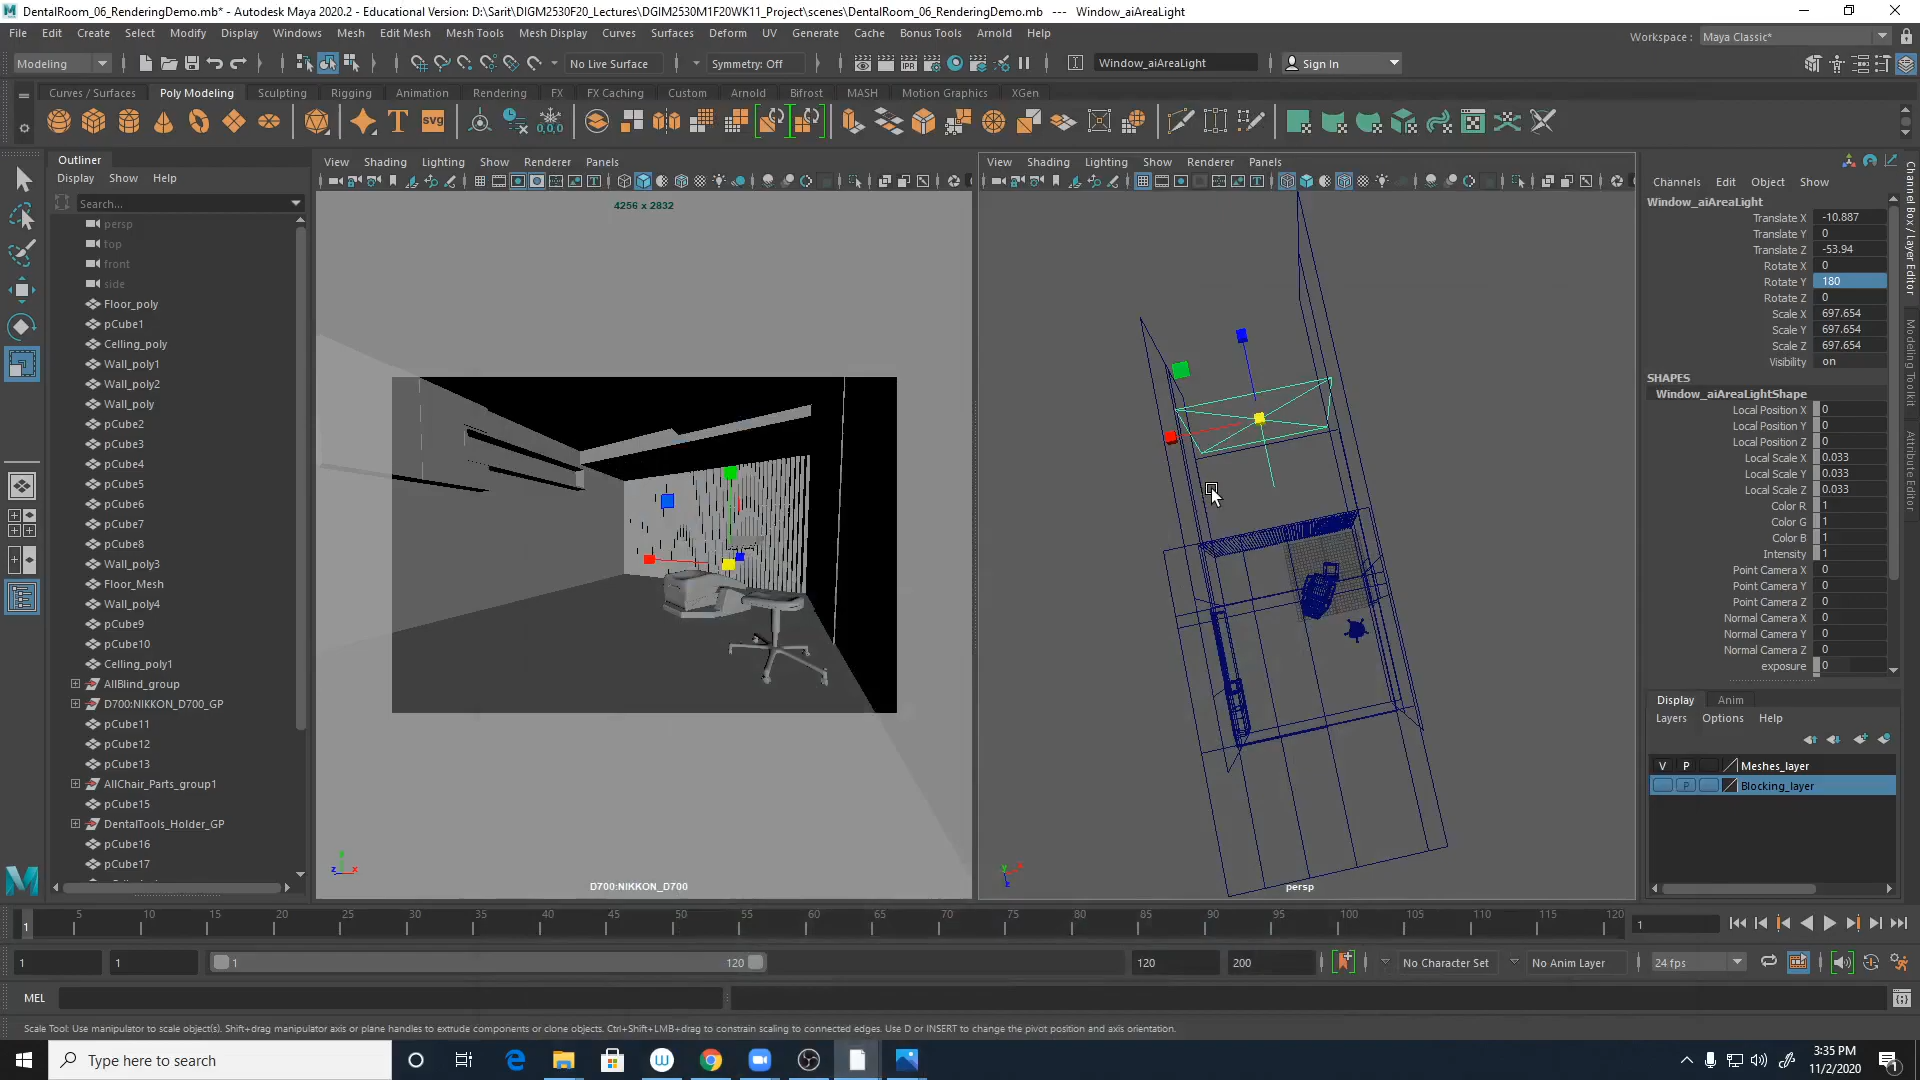 DentalRoom_06_RenderingDemo.mb* - Autodesk Maya 2020.2 - Educational Version: D:\Sarit\DIGM2530F20_Lectures\DGIM2530M1F20WK11_Project\scenes\DentalRoom_06_RenderingDemo.mb --- Window_aiAreaLight
File Edit Create Select Modify Display Windows Mesh Edit Mesh Mesh Tools Mesh Display Curves Surfaces Deform UV Generate Cache Bonus Tools Arnold Help
Workspace : Maya Classic*
Modeling No Live Surface Symmetry: Off Window_aiAreaLight Sign In
Curves / Surfaces Poly Modeling Sculpting Rigging Animation Rendering FX FX Caching Custom Arnold Bifrost MASH Motion Graphics XGen
Outliner
Display Show Help
Search...
persp
top
front
side
Floor_poly
pCube1
Celling_poly
Wall_poly1
Wall_poly2
Wall_poly
pCube2
pCube3
pCube4
pCube5
pCube6
pCube7
pCube8
Wall_poly3
Floor_Mesh
Wall_poly4
pCube9
pCube10
Celling_poly1
AllBlind_group
D700:NIKKON_D700_GP
pCube11
pCube12
pCube13
AllChair_Parts_group1
pCube15
DentalTools_Holder_GP
pCube16
pCube17
View Shading Lighting Show Renderer Panels
4256 x 2832
D700:NIKKON_D700
View Shading Lighting Show Renderer Panels
persp
Channels Edit Object Show
Window_aiAreaLight
Translate X -10.887
Translate Y 0
Translate Z -53.94
Rotate X 0
Rotate Y 180
Rotate Z 0
Scale X 697.654
Scale Y 697.654
Scale Z 697.654
Visibility on
SHAPES
Window_aiAreaLightShape
Local Position X 0
Local Position Y 0
Local Position Z 0
Local Scale X 0.033
Local Scale Y 0.033
Local Scale Z 0.033
Color R 1
Color G 1
Color B 1
Intensity 1
Point Camera X 0
Point Camera Y 0
Point Camera Z 0
Normal Camera X 0
Normal Camera Y 0
Normal Camera Z 0
exposure 0
Display Anim
Layers Options Help
V P Meshes_layer
P Blocking_layer
Channel Box / Layer Editor
Modeling Toolkit
Attribute Editor
1 5 10 15 20 25 30 35 40 45 50 55 60 65 70 75 80 85 90 95 100 105 110 115 120 1
1 1 1 120 120 200 No Character Set No Anim Layer 24 fps
MEL
Scale Tool: Use manipulator to scale object(s). Shift+drag manipulator axis or plane handles to extrude components or clone objects. Ctrl+Shift+LMB+drag to constrain scaling to connected edges. Use D or INSERT to change the pivot position and axis orientation.
Type here to search
3:35 PM
11/2/2020